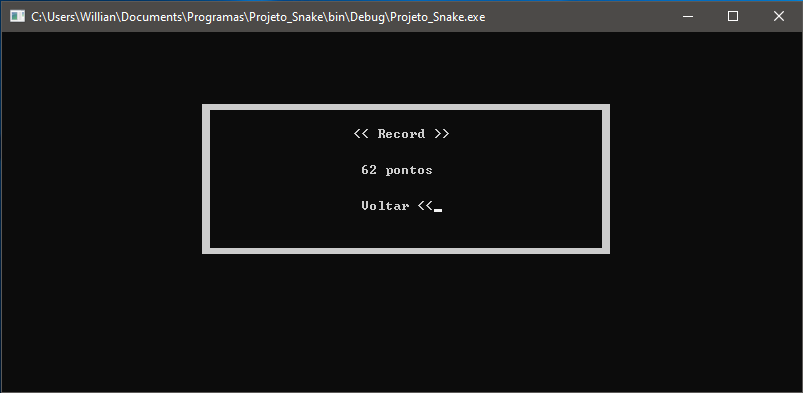 C:\Users\Willian\Documents\Programas\Projeto_Snake\bin\Debug\Projeto_Snake.exe
<< Record >>
62 pontos
Voltar <<_